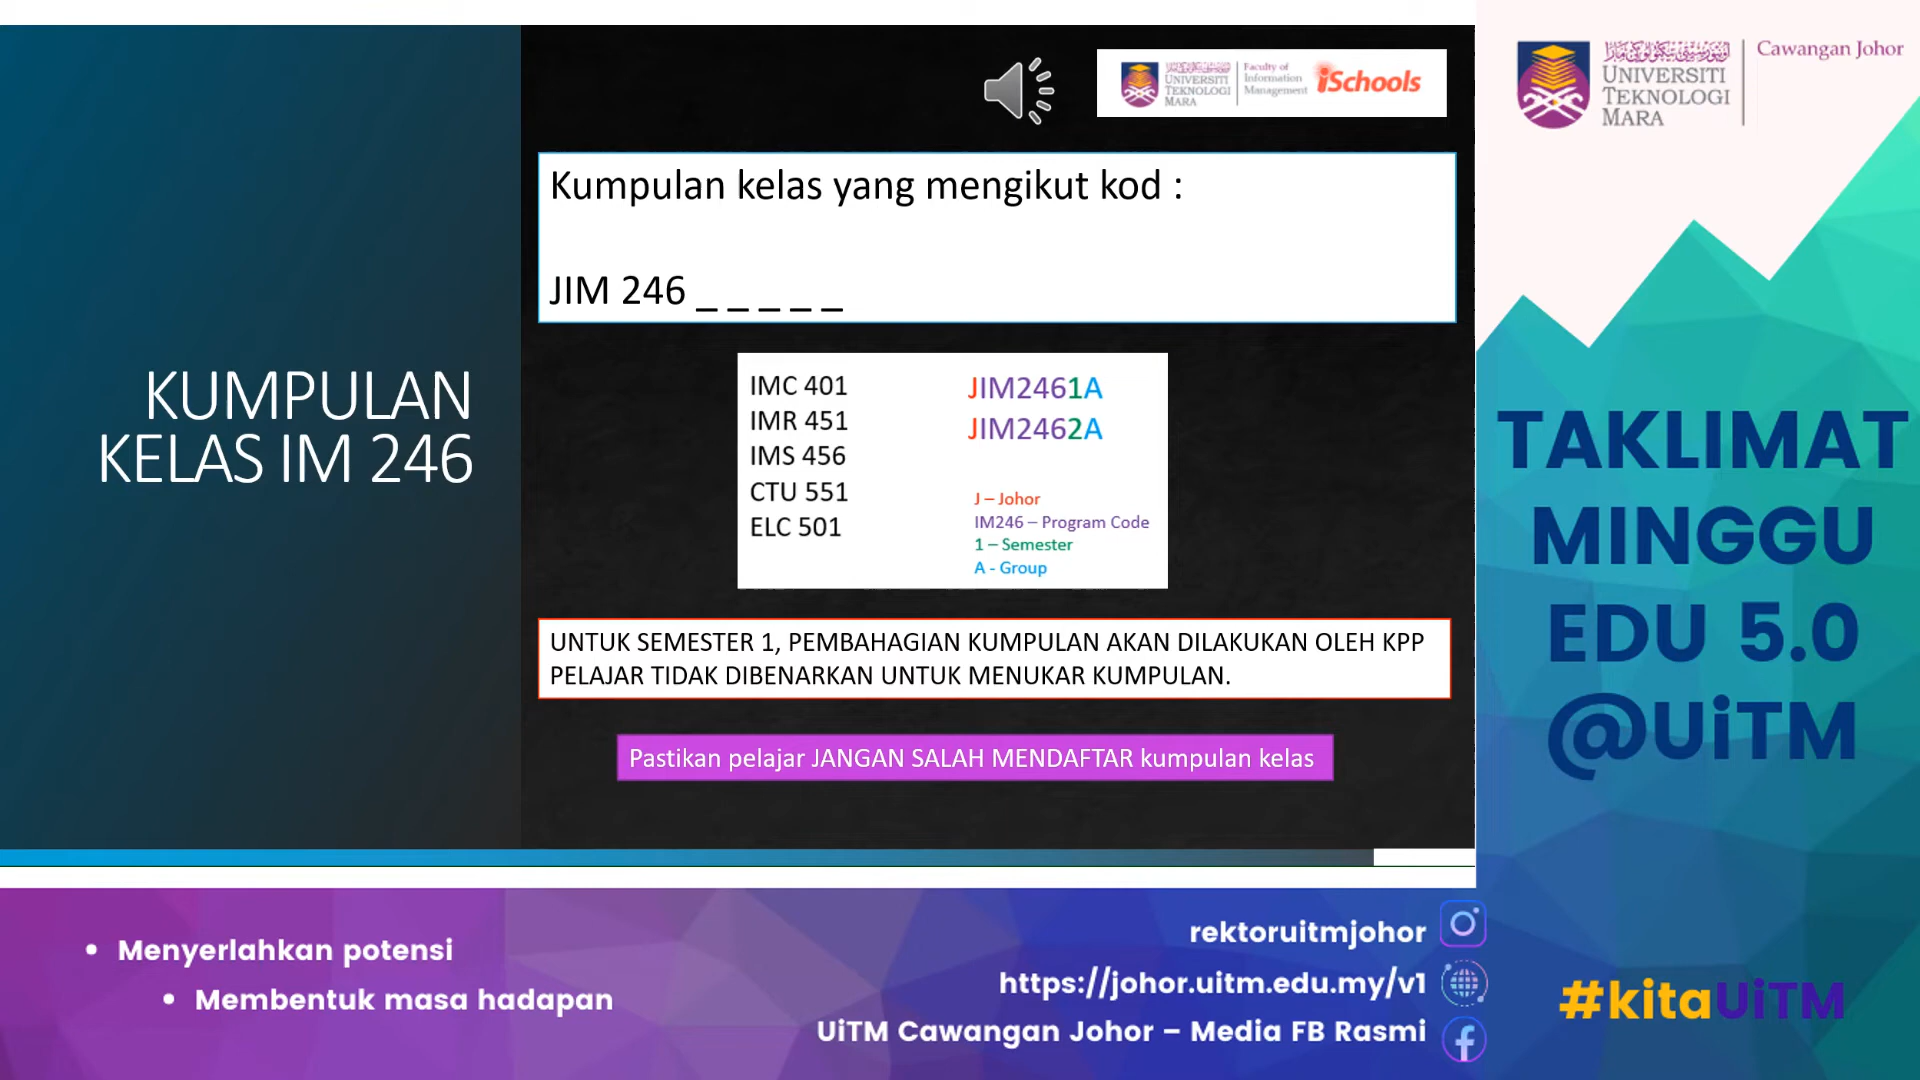 KUMPULAN
KELAS IM 246
UNIVERSITI
TEKNOLOGI
MARA
Faculty of
Information
Management
iSchools
Kumpulan kelas yang mengikut kod :
JIM 246 _ _ _ _ _
IMC 401
IMR 451
IMS 456
CTU 551
ELC 501
JIM2461A
JIM2462A
J – Johor
IM246 – Program Code
1 – Semester
A - Group
UNTUK SEMESTER 1, PEMBAHAGIAN KUMPULAN AKAN DILAKUKAN OLEH KPP
PELAJAR TIDAK DIBENARKAN UNTUK MENUKAR KUMPULAN.
Pastikan pelajar JANGAN SALAH MENDAFTAR kumpulan kelas
UNIVERSITI
TEKNOLOGI
MARA
Cawangan Johor
TAKLIMAT
MINGGU
EDU 5.0
@UiTM
#kitaUiTM
• Menyerlahkan potensi
• Membentuk masa hadapan
rektoruitmjohor
https://johor.uitm.edu.my/v1
UiTM Cawangan Johor – Media FB Rasmi